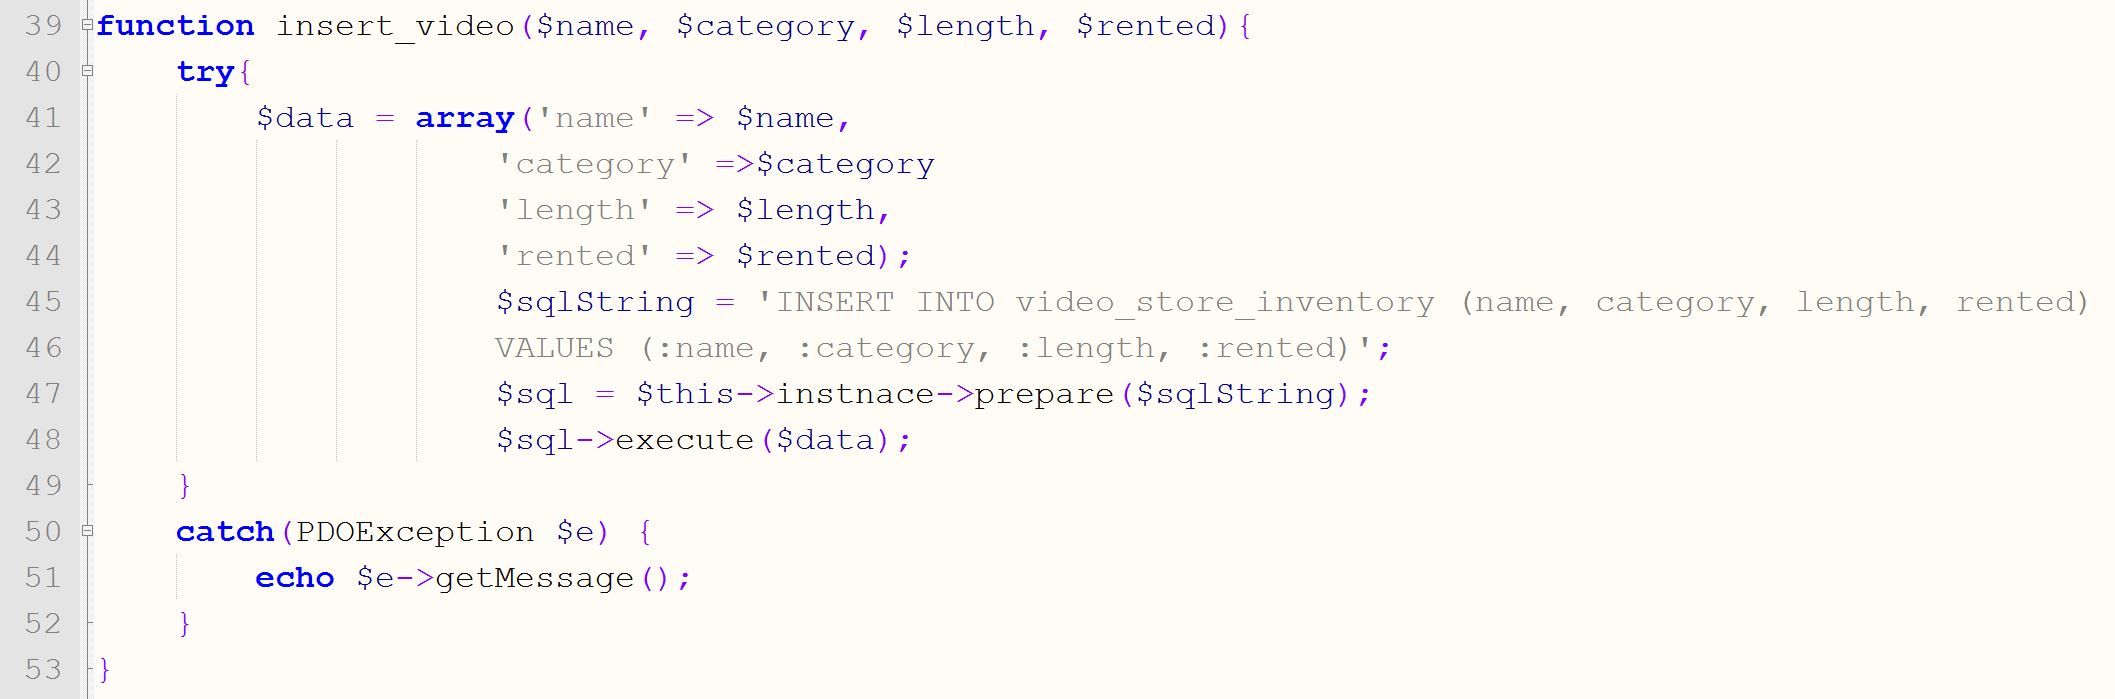 39 function insert_video($name, $category, $length, $rented){
40     try{
41         $data = array('name' => $name,
42                     'category' =>$category
43                     'length' => $length,
44                     'rented' => $rented);
45                     $sqlString = 'INSERT INTO video_store_inventory (name, category, length, rented)
46                     VALUES (:name, :category, :length, :rented)';
47                     $sql = $this->instnace->prepare($sqlString);
48                     $sql->execute($data);
49     }
50     catch(PDOException $e) {
51         echo $e->getMessage();
52     }
53 }